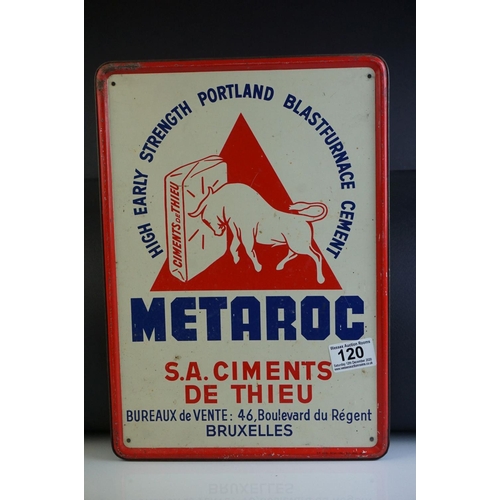 HIGH EARLY STRENGTH PORTLAND BLASTFURNACE CEMENT
CIMENTS DE THIEU
METAROC
120
S.A. CIMENTS
DE THIEU
BUREAUX de VENTE: 46, Boulevard du Régent
BRUXELLES